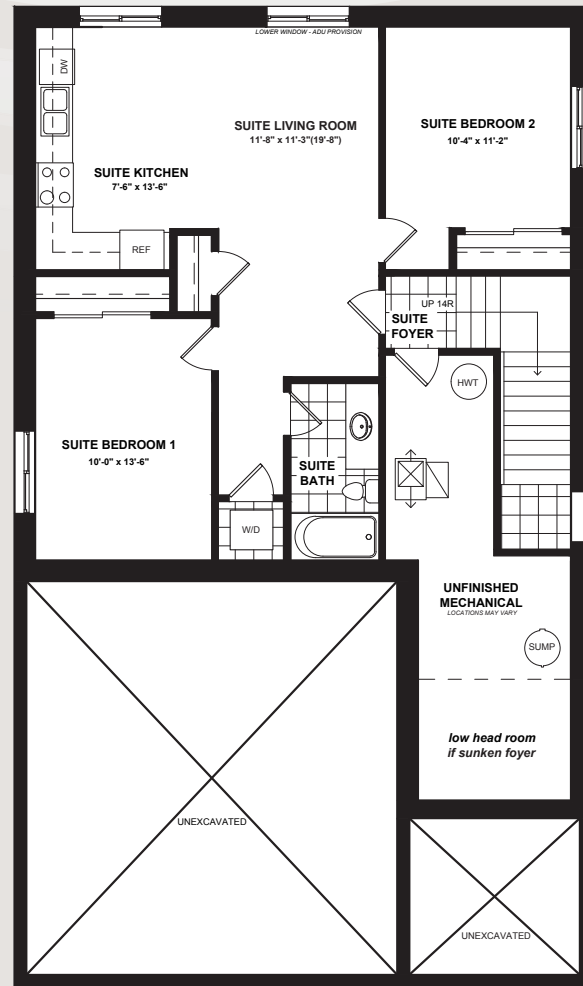 LOWER WINDOW - ADU PROVISION
DW
SUITE LIVING ROOM
11'-8" x 11'-3"(19'-8")
SUITE BEDROOM 2
10'-4" x 11'-2"
SUITE KITCHEN
7'-6" x 13'-6"
REF
UP 14R
SUITE
FOYER
HWT
SUITE BEDROOM 1
10'-0" x 13'-6"
SUITE
BATH
W/D
UNFINISHED
MECHANICAL
LOCATIONS MAY VARY
SUMP
low head room
if sunken foyer
UNEXCAVATED
UNEXCAVATED